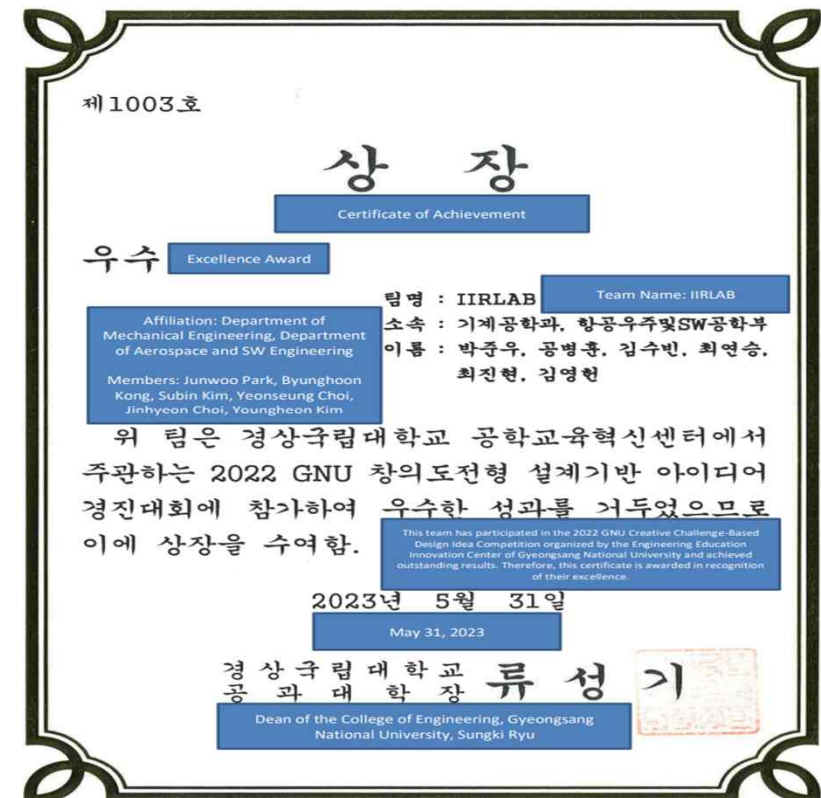 제1003호
상 장
Certificate of Achievement
우수
Excellence Award
팀명 : IIRLAB
Team Name: IIRLAB
소속 : 기계공학과, 항공우주및SW공학부
이름 : 박준우, 공병훈, 김수빈, 최연승,
최진현, 김영헌
Affiliation: Department of
Mechanical Engineering, Department
of Aerospace and SW Engineering
Members: Junwoo Park, Byunghoon
Kong, Subin Kim, Yeonseung Choi,
Jinhyeon Choi, Youngheon Kim
위 팀은 경상국립대학교 공학교육혁신센터에서
주관하는 2022 GNU 창의도전형 설계기반 아이디어
경진대회에 참가하여 우수한 성과를 거두었으므로
이에 상장을 수여함.
This team has participated in the 2022 GNU Creative Challenge-Based
Design Idea Competition organized by the Engineering Education
Innovation Center of Gyeongsang National University and achieved
outstanding results. Therefore, this certificate is awarded in recognition
of their excellence.
2023년 5월 31일
May 31, 2023
경상국립대학교
공과대학장 류성기
Dean of the College of Engineering, Gyeongsang
National University, Sungki Ryu